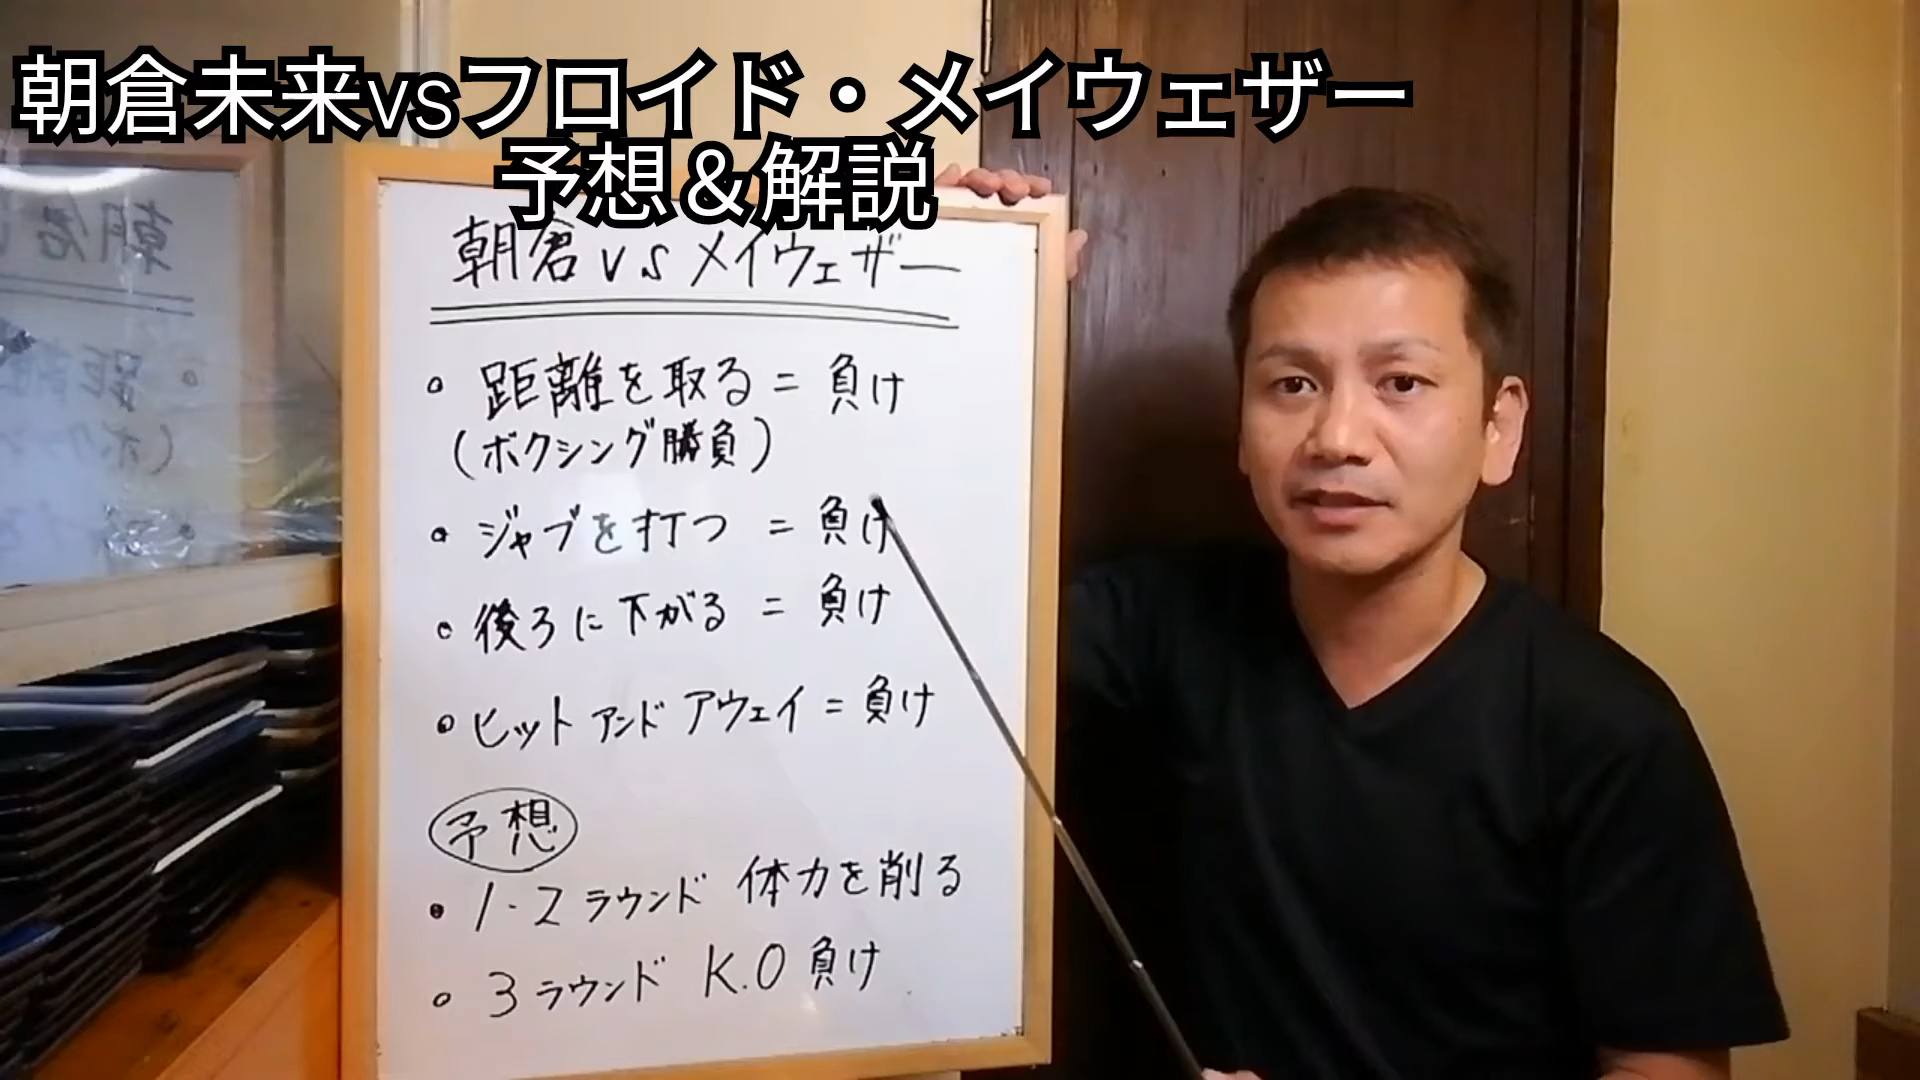 朝倉未来vsフロイド・メイウェザー
予想&解説
朝倉 vs メイウェザー
• 距離を取る = 負け
(ボクシング勝負)
• ジャブを打つ = 負け
• 後ろに下がる = 負け
• ヒット アンド アウェイ = 負け
予想
• 1・2 ラウンド 体力を削る
• 3 ラウンド K.O 負け